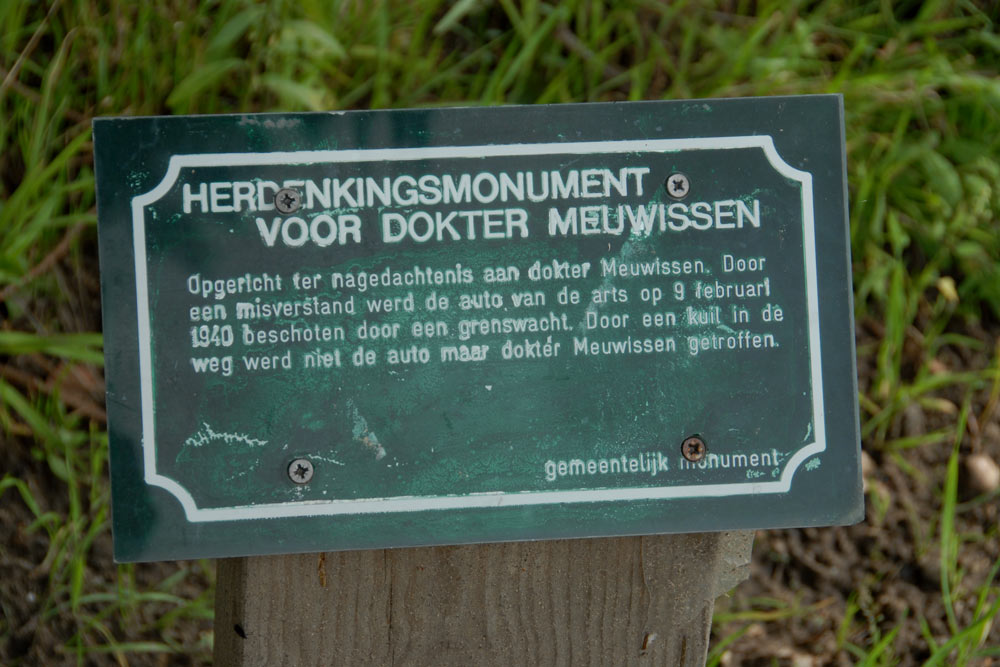 HERDENKINGSMONUMENT
VOOR DOKTER MEUWISSEN
Opgericht ter nagedachtenis aan dokter Meuwissen. Door
een misverstand werd de auto van de arts op 9 februari
1940 beschoten door een grenswacht. Door een kuil in de
weg werd niet de auto maar dokter Meuwissen getroffen.
gemeentelijk monument